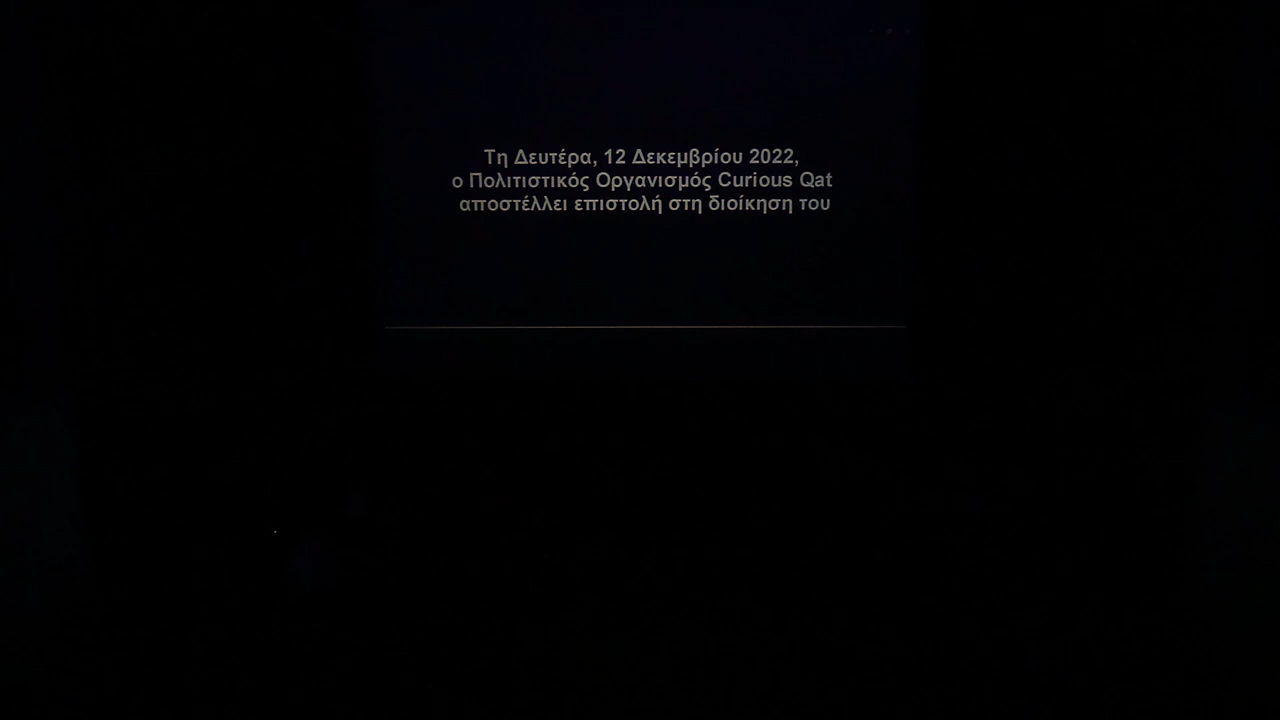 Τη Δευτέρα, 12 Δεκεμβρίου 2022,
ο Πολιτιστικός Οργανισμός Curious Qat
αποστέλλει επιστολή στη διοίκηση του